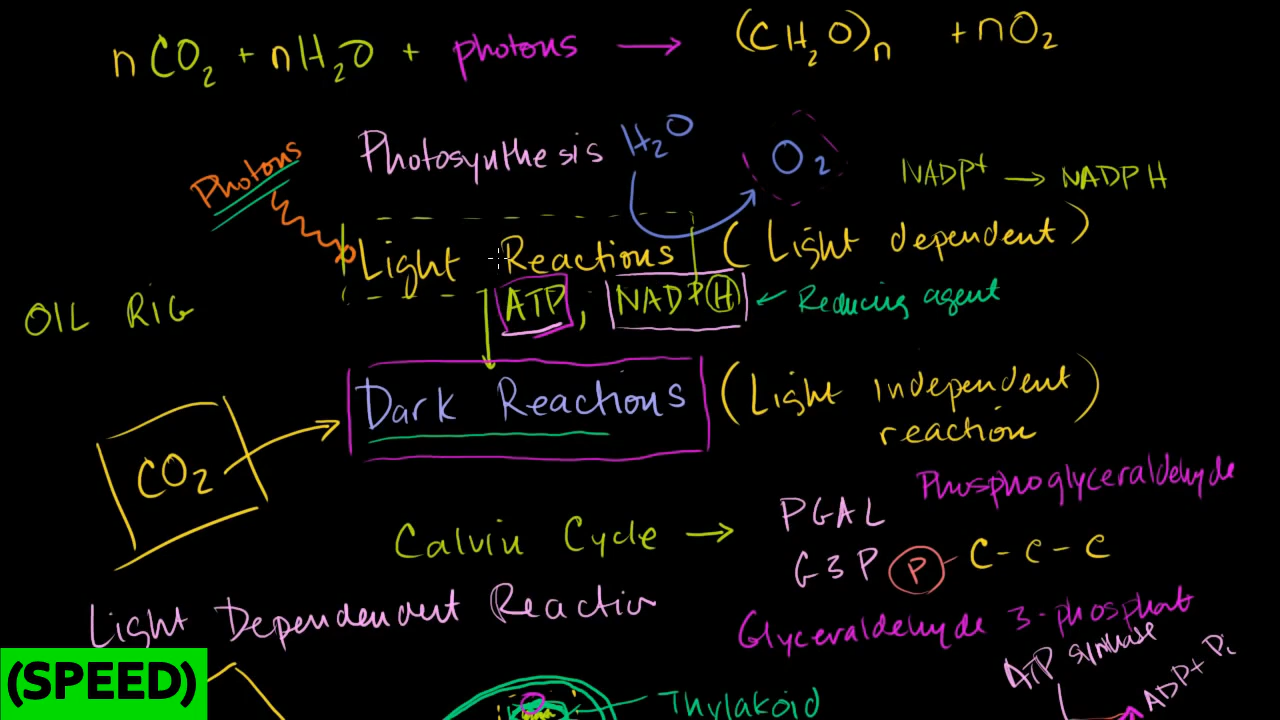 nCO2 + nH2O + photons → (CH2O)n + nO2
Photosynthesis H2O O2
Photons
NADP+ → NADPH
Light Reactions (Light dependent)
ATP, NADPH ← Reducing agent
OIL RIG
Dark Reactions (Light Independent
reaction)
CO2
Phosphoglyceraldehyde
PGAL
Calvin Cycle →
G3P P-C-C-C
Light Dependendent Reaction
Glyceraldehyde 3-phosphat
ATP synthase
ADP + Pi
(SPEED)
Thylakoid